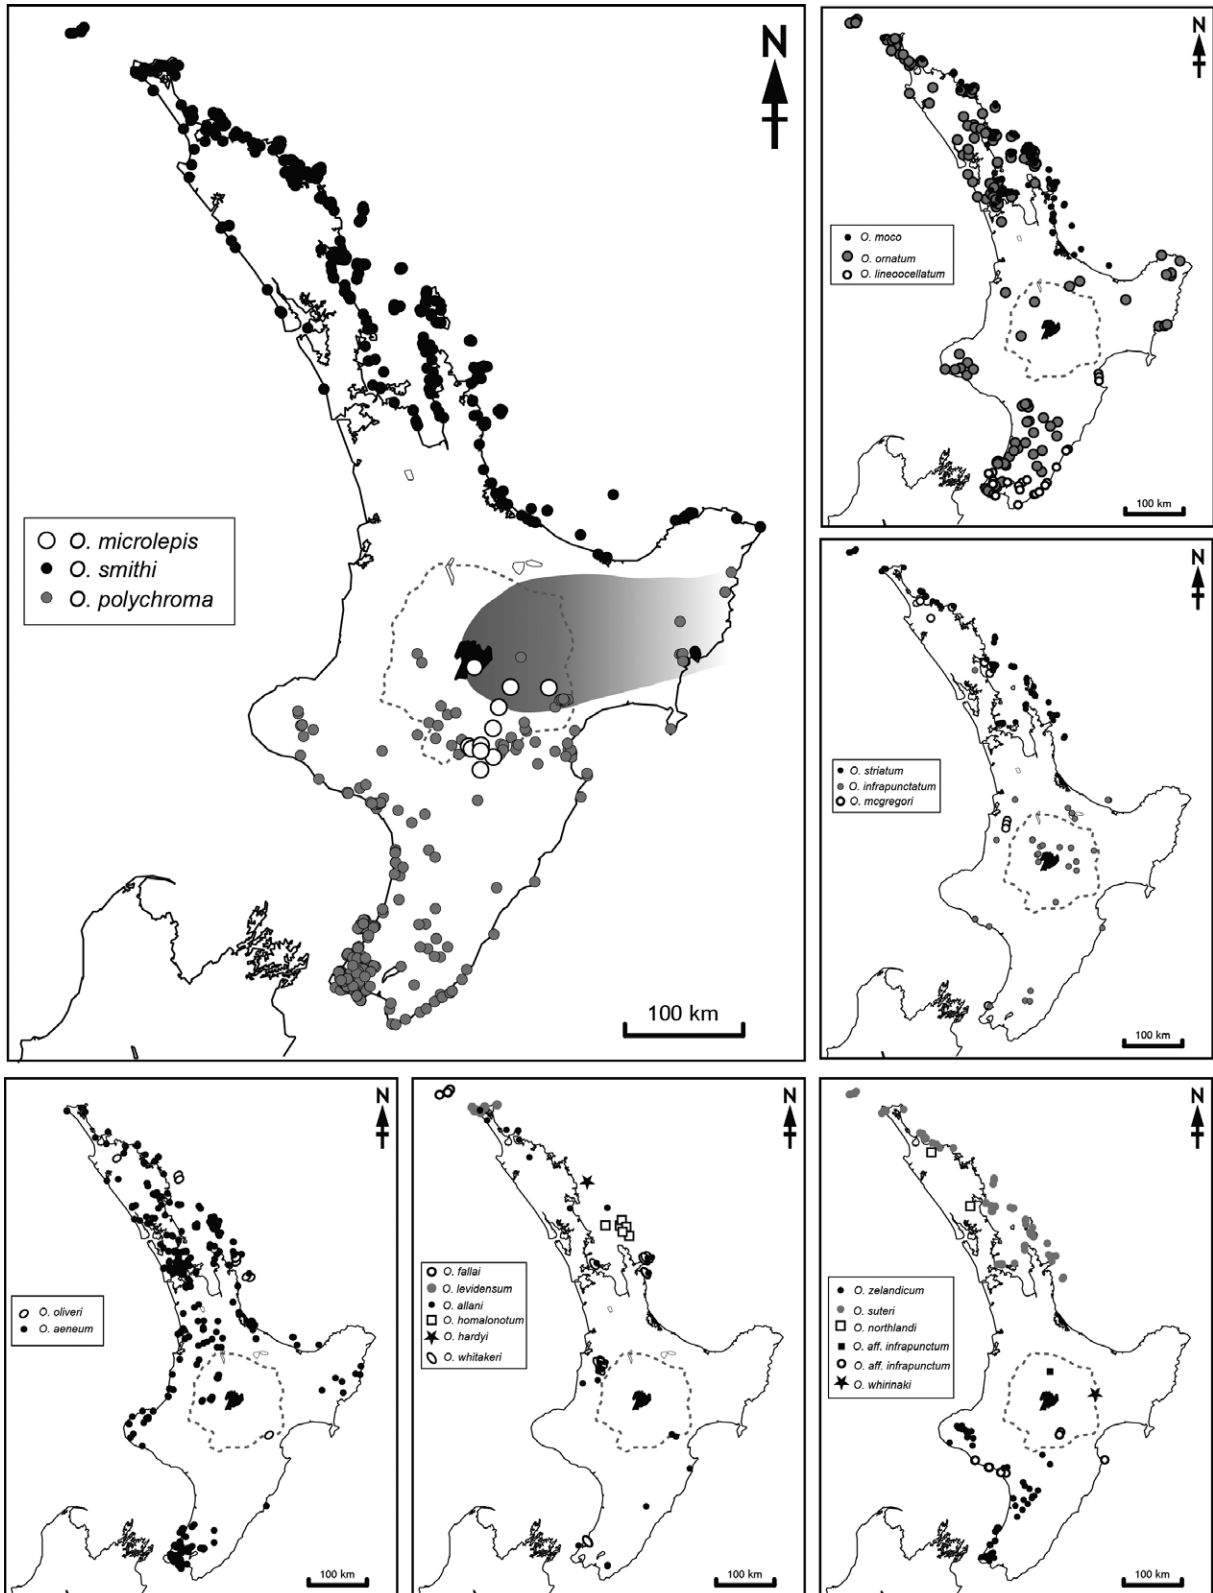 N
O. microlepis
O. smithi
O. polychroma
100 km
N
O. moco
O. ornatum
O. lineoocellatum
100 km
N
O. striatum
O. infrapunctatum
O. mcgregori
100 km
N
O. oliveri
O. aeneum
100 km
N
O. fallai
O. levidensum
O. allani
O. homalonotum
O. hardyi
O. whitakeri
100 km
N
O. zelandicum
O. suteri
O. northlandi
O. aff. infrapunctum
O. aff. infrapunctum
O. whirinaki
100 km